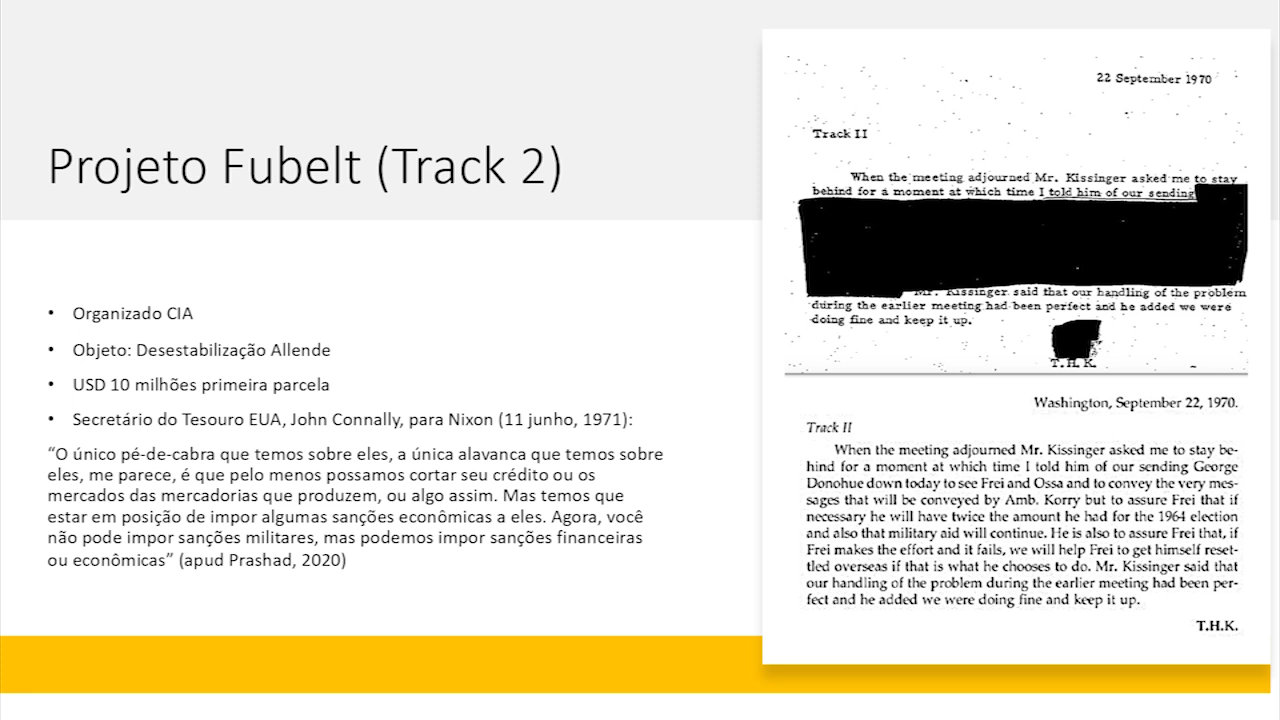 Projeto Fubelt (Track 2)
• Organizado CIA
• Objeto: Desestabilização Allende
• USD 10 milhões primeira parcela
• Secretário do Tesouro EUA, John Connally, para Nixon (11 junho, 1971):
“O único pé-de-cabra que temos sobre eles, a única alavanca que temos sobre
eles, me parece, é que pelo menos possamos cortar seu crédito ou os
mercados das mercadorias que produzem, ou algo assim. Mas temos que
estar em posição de impor algumas sanções econômicas a eles. Agora, você
não pode impor sanções militares, mas podemos impor sanções financeiras
ou econômicas” (apud Prashad, 2020)
22 September 1970
Track II
When the meeting adjourned Mr. Kissinger asked me to stay
behind for a moment at which time I told him of our sending
Mr. Kissinger said that our handling of the problem
during the earlier meeting had been perfect and he added we were
doing fine and keep it up.
T.H.K.
Washington, September 22, 1970.
Track II
When the meeting adjourned Mr. Kissinger asked me to stay be-
hind for a moment at which time I told him of our sending George
Donohue down today to see Frei and Ossa and to convey the very mes-
sages that will be conveyed by Amb. Korry but to assure Frei that if
necessary he will have twice the amount he had for the 1964 election
and also that military aid will continue. He is also to assure Frei that, if
Frei makes the effort and it fails, we will help Frei to get himself reset-
tled overseas if that is what he chooses to do. Mr. Kissinger said that
our handling of the problem during the earlier meeting had been per-
fect and he added we were doing fine and keep it up.
T.H.K.